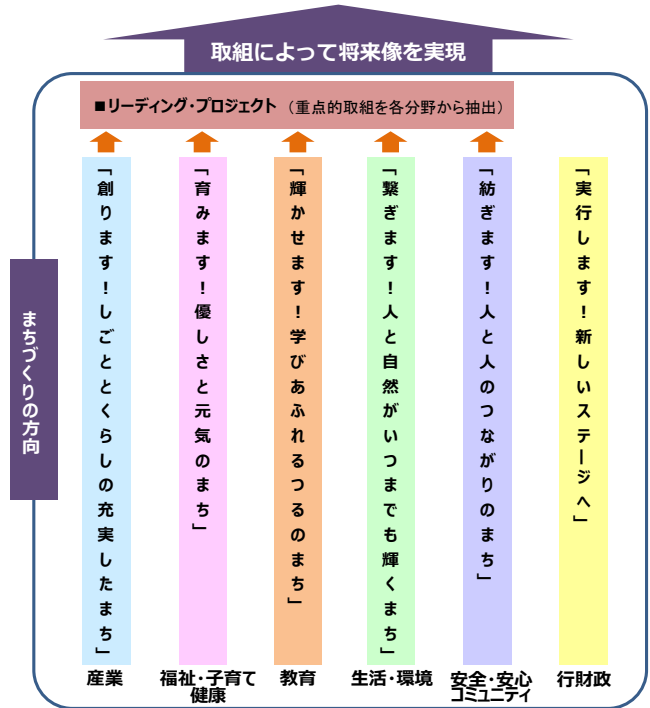 取組によって将来像を実現
■リーディング・プロジェクト（重点的取組を各分野から抽出）
まちづくりの方向
「創ります！しごととくらしの充実したまち」
「育みます！優しさと元気のまち」
「輝かせます！学びあふれるつるのまち」
「繋ぎます！人と自然がいつまでも輝くまち」
「紡ぎます！人と人のつながりのまち」
「実行します！新しいステージへ」
産業
福祉・子育て
健康
教育
生活・環境
安全・安心
コミュニティ
行財政